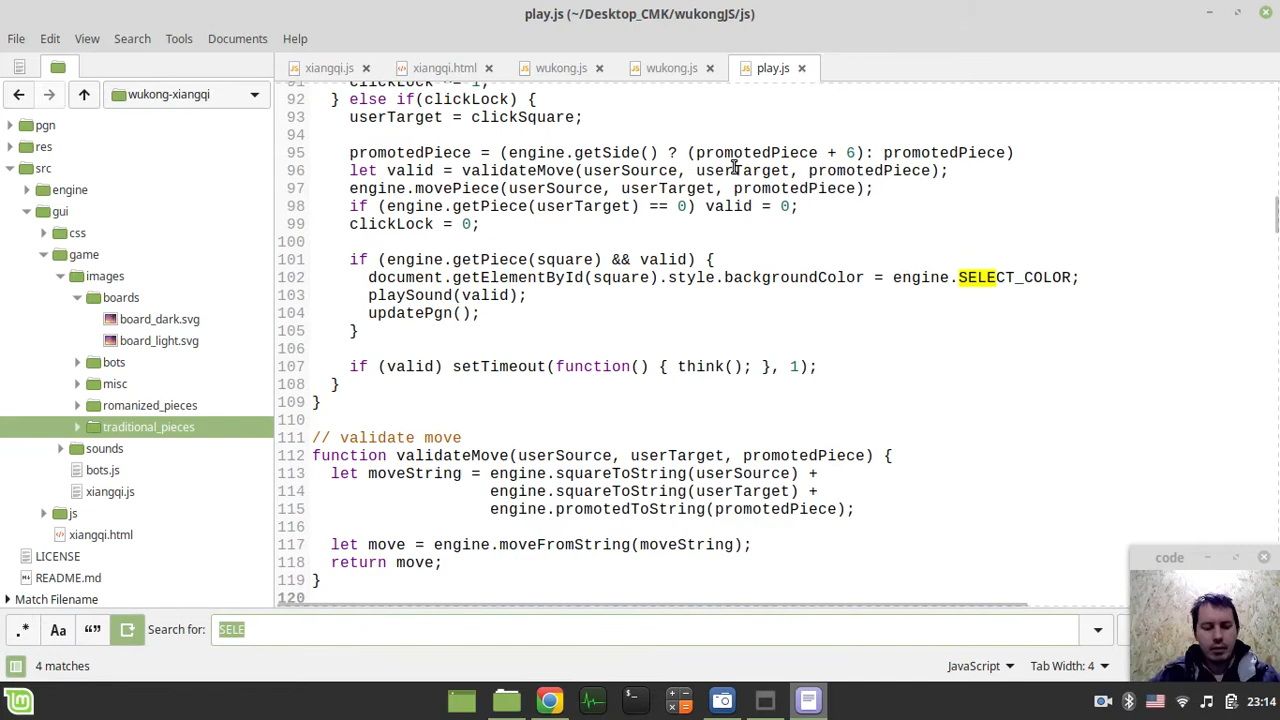 play.js (~/Desktop_CMK/wukongJS/js)
File Edit View Search Tools Documents Help
xiangqi.js xiangqi.html wukong.js wukong.js play.js
wukong-xiangqi
pgn
res
src
engine
gui
css
game
images
boards
board_dark.svg
board_light.svg
bots
misc
romanized_pieces
traditional_pieces
sounds
bots.js
xiangqi.js
js
xiangqi.html
LICENSE
README.md
Match Filename
92 } else if(clickLock) {
93 userTarget = clickSquare;
94
95 promotedPiece = (engine.getSide() ? (promotedPiece + 6): promotedPiece)
96 let valid = validateMove(userSource, userTarget, promotedPiece);
97 engine.movePiece(userSource, userTarget, promotedPiece);
98 if (engine.getPiece(userTarget) == 0) valid = 0;
99 clickLock = 0;
100
101 if (engine.getPiece(square) && valid) {
102 document.getElementById(square).style.backgroundColor = engine.SELECT_COLOR;
103 playSound(valid);
104 updatePgn();
105 }
106
107 if (valid) setTimeout(function() { think(); }, 1);
108 }
109 }
110
111 // validate move
112 function validateMove(userSource, userTarget, promotedPiece) {
113 let moveString = engine.squareToString(userSource) +
114 engine.squareToString(userTarget) +
115 engine.promotedToString(promotedPiece);
116
117 let move = engine.moveFromString(moveString);
118 return move;
119 }
120
code
.* Aa “” Search for: SELE
4 matches JavaScript Tab Width: 4
23:14